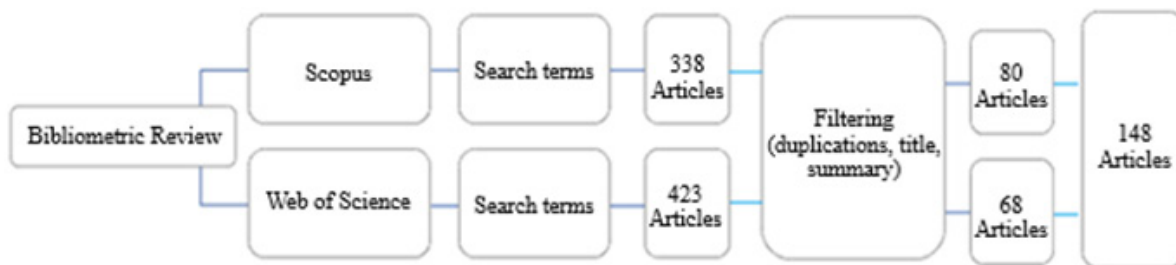 Bibliometric Review
Scopus
Search terms
338
Articles
Web of Science
Search terms
423
Articles
Filtering
(duplications, title,
summary)
80
Articles
68
Articles
148
Articles